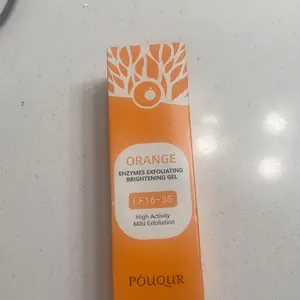 ORANGE
ENZYMES EXFOLIATING
BRIGHTENING GEL
LF16-35
High Activity
Mild Exfoliation
POUQUR